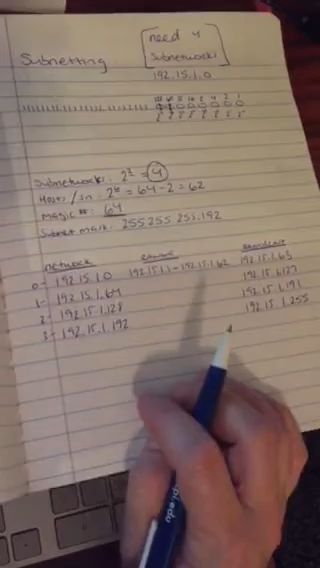 need 4
Subnetting
Subnetworks
192.15.1.0
Subnetworks: 2² = 4
Hosts/sn: 2⁶ = 64 - 2 = 62
Magic #: 64
Subnet mask: 255.255.255.192
network
broadcast
0- 192.15.1.0 192.15.1.1 - 192.15.1.62 192.15.1.63
1- 192.15.1.64 192.15.1.127
2- 192.15.1.128 192.15.1.191
3- 192.15.1.192 192.15.1.255